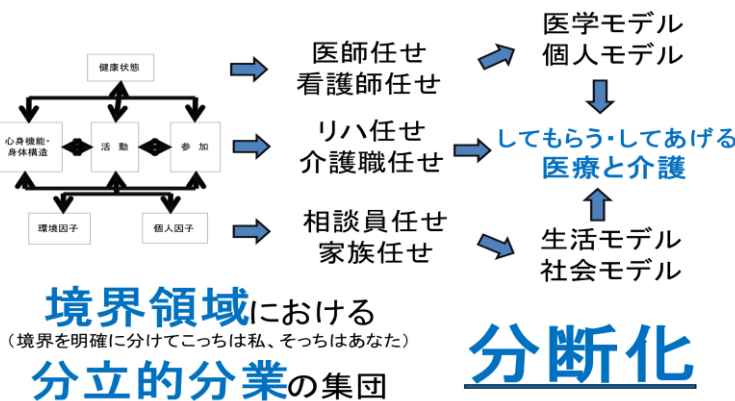 健康状態
心身機能・
身体構造
活 動
参 加
環境因子
個人因子
医師任せ
看護師任せ
リハ任せ
介護職任せ
相談員任せ
家族任せ
医学モデル
個人モデル
してもらう・してあげる
医療と介護
生活モデル
社会モデル
境界領域における
（境界を明確に分けてこっちは私、そっちはあなた）
分立的分業の集団
分断化